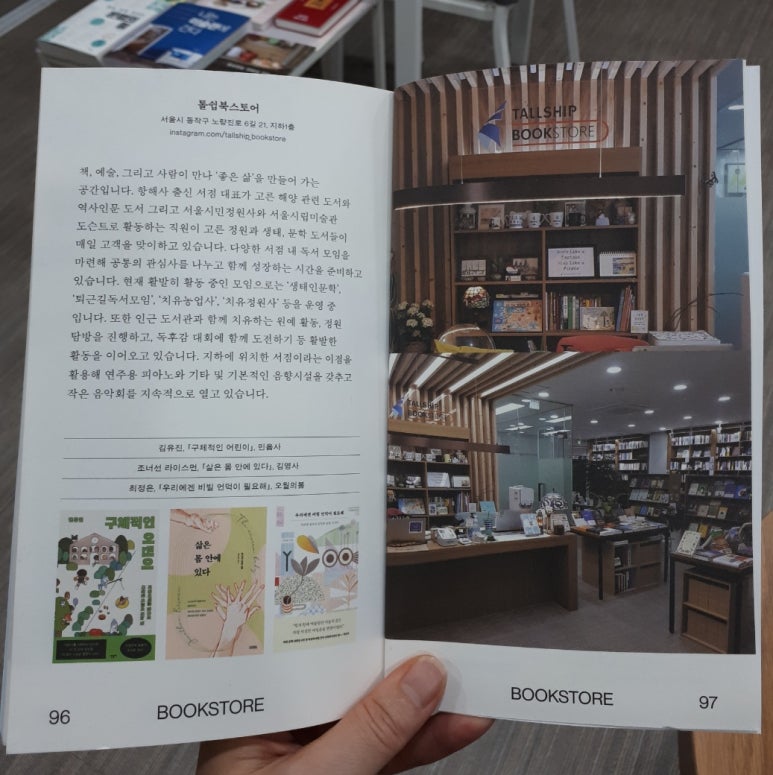 톨쉽북스토어
서울시 동작구 노량진로 6길 21, 지하1층
instagram.com/tallship_bookstore
책, 예술, 그리고 사람이 만나 '좋은 삶'을 만들어 가는
공간입니다. 항해사 출신 서점 대표가 고른 해양 관련 도서와
역사인문 도서 그리고 서울시민정원사와 서울시립미술관
도슨트로 활동하는 직원이 고른 정원과 생태, 문학 도서들이
매일 고객을 맞이하고 있습니다. 다양한 서점 내 독서 모임을
마련해 공통의 관심사를 나누고 함께 성장하는 시간을 준비하고
있습니다. 현재 활발히 활동 중인 모임으로는 '생태인문학',
'퇴근길독서모임', '치유농업사', '치유정원사' 등을 운영 중
입니다. 또한 인근 도서관과 함께 치유하는 원예 활동, 정원
탐방을 진행하고, 독후감 대회에 함께 도전하기 등 활발한
활동을 이어오고 있습니다. 지하에 위치한 서점이라는 이점을
활용해 연주용 피아노와 기타 및 기본적인 음향시설을 갖추고
작은 음악회를 지속적으로 열고 있습니다.
김유진, 「구체적인 어린이」, 민음사
조너선 라이스먼, 「삶은 몸 안에 있다」, 김영사
최정은, 「우리에겐 비빌 언덕이 필요해」, 오월의봄
구체적인
어린이
삶은
몸 안에
있다
우리에겐 비빌 언덕이 필요해
96
BOOKSTORE
TALLSHIP
BOOKSTORE
TALLSHIP
BOOKSTORE
97